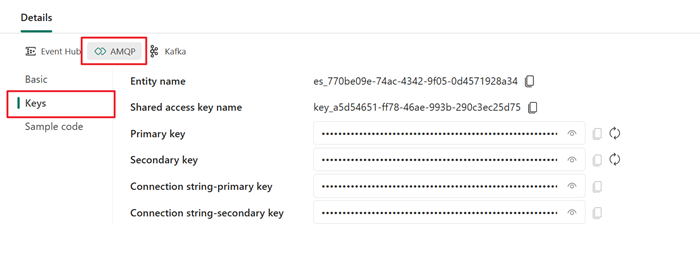 Details
Event Hub AMQP Kafka
Basic
Keys
Sample code
Entity name es_770be09e-74ac-4342-9f05-0d4571928a34
Shared access key name key_a5d54651-ff78-46ae-993b-290c3ec25d75
Primary key
Secondary key
Connection string-primary key
Connection string-secondary key